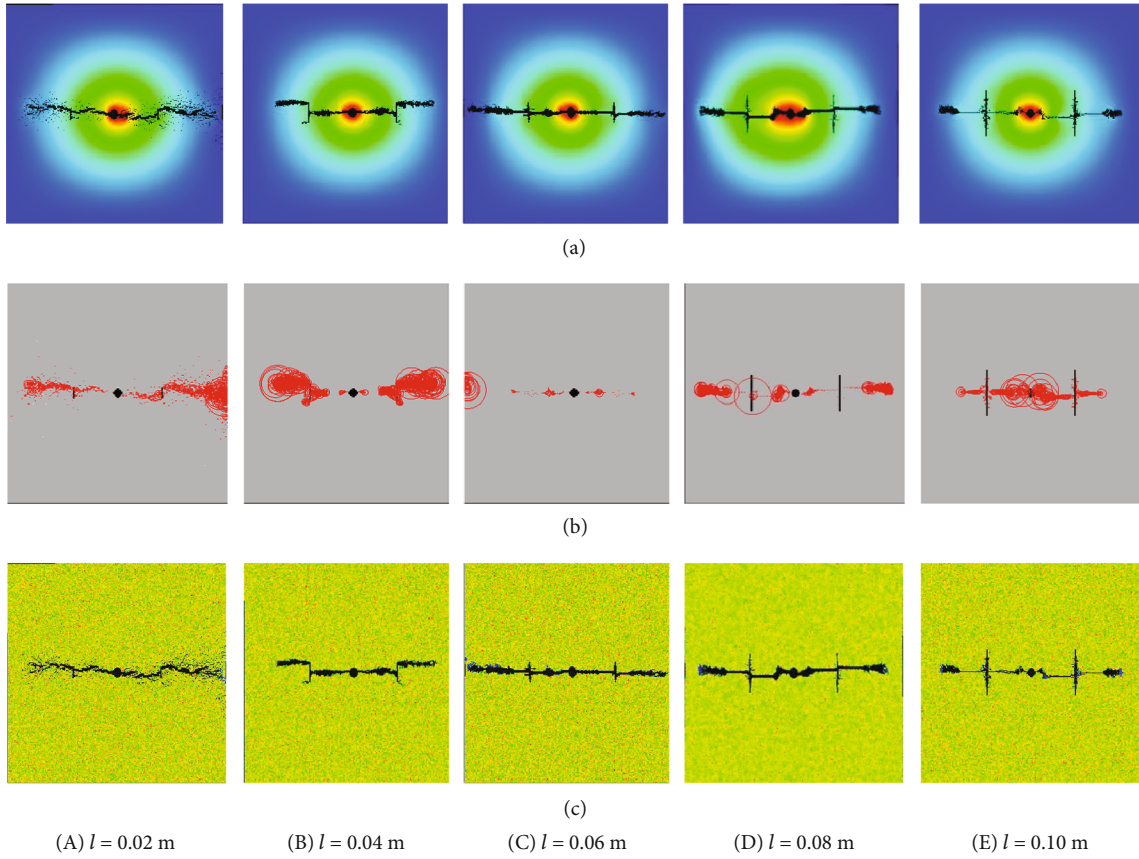 (a)
(b)
(c)
(A) l = 0.02 m (B) l = 0.04 m (C) l = 0.06 m (D) l = 0.08 m (E) l = 0.10 m